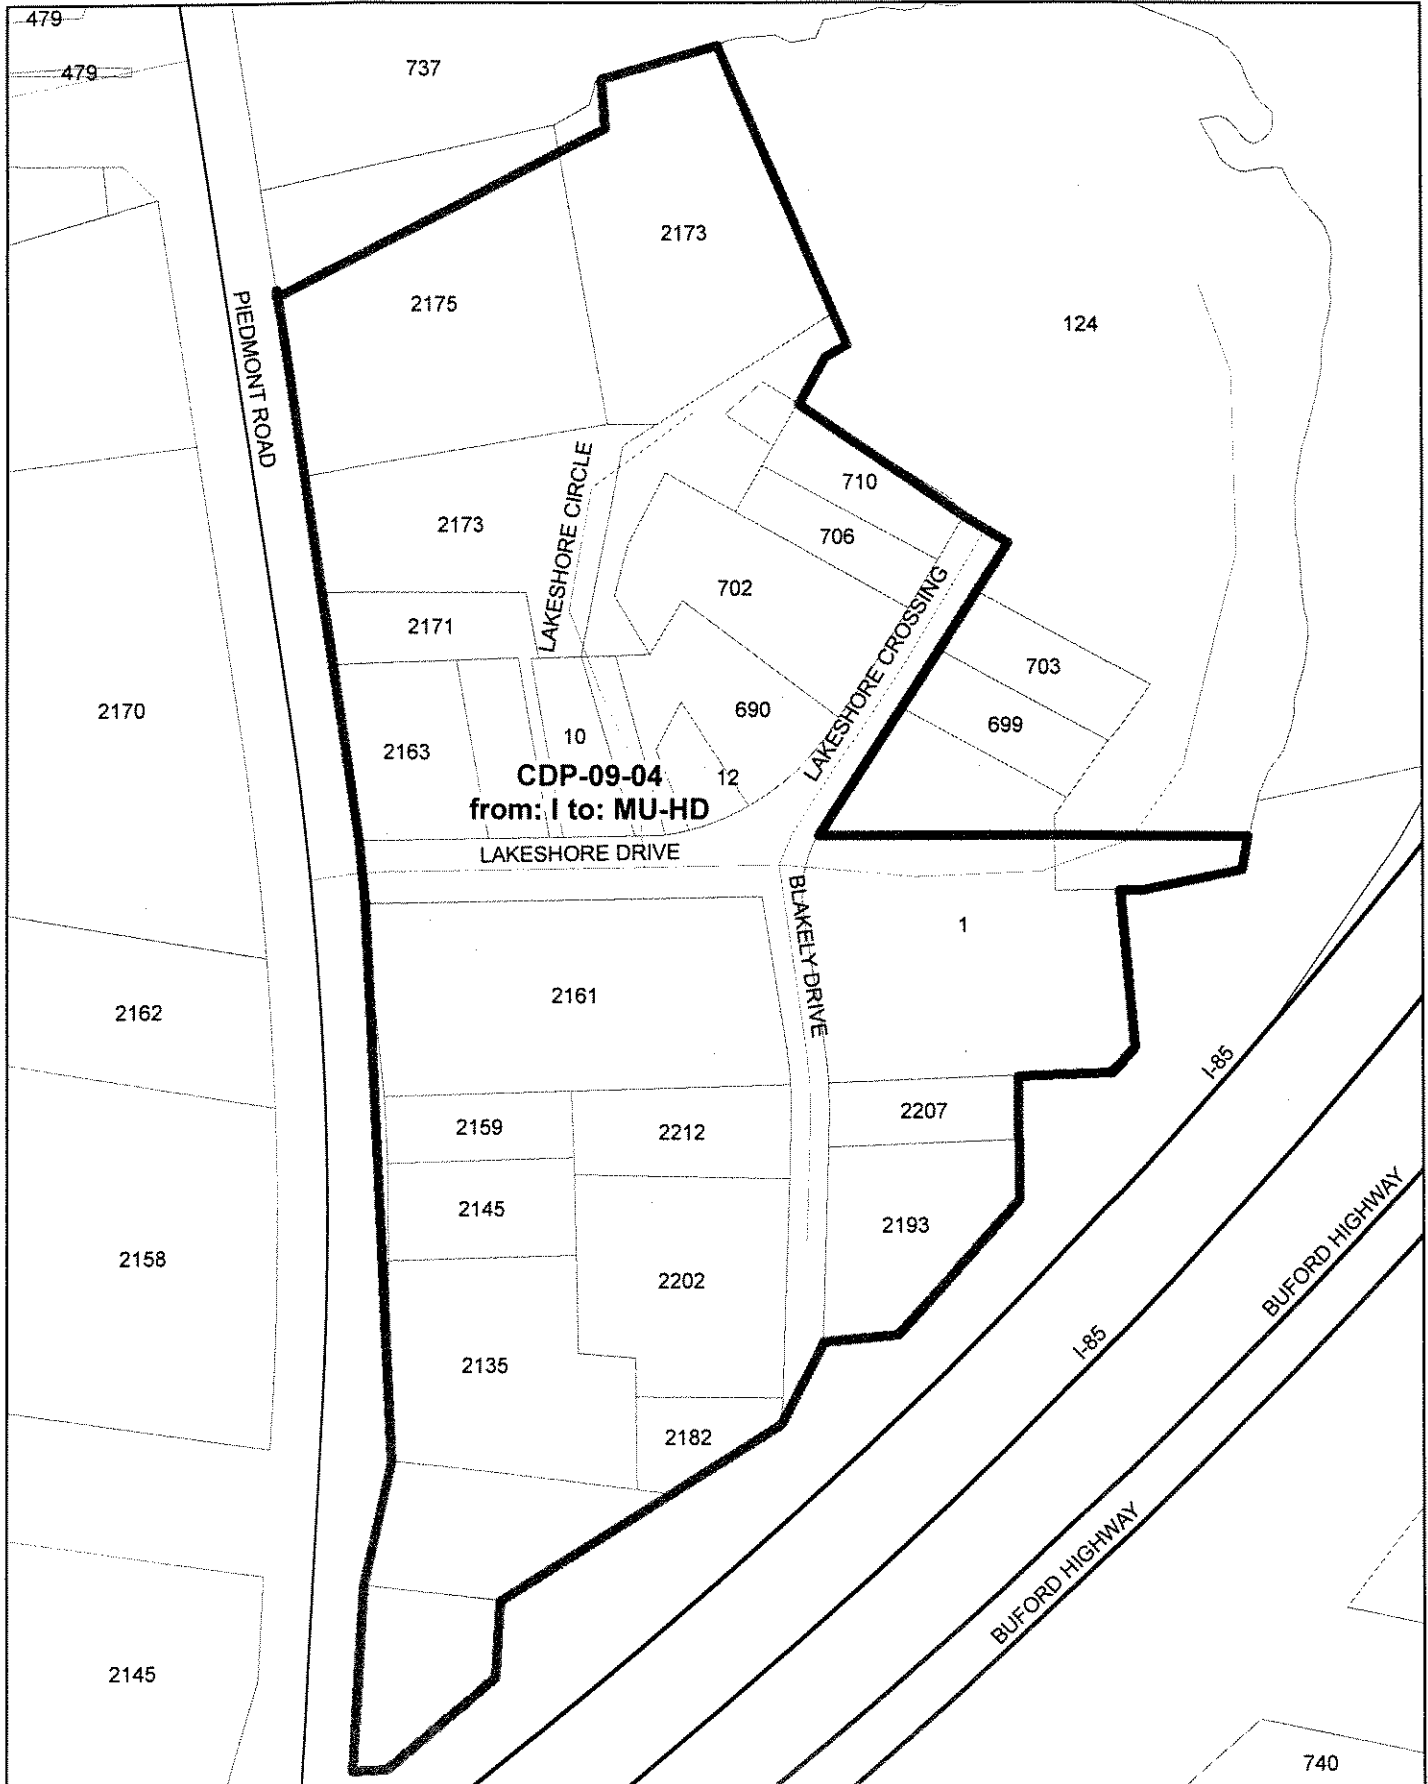 479
479
737
2173
2175
124
PIEDMONT ROAD
LAKESHORE CIRCLE
710
2173
706
702
2171
LAKESHORE CROSSING
703
2170
690
699
10
2163
12
CDP-09-04
from: I to: MU-HD
LAKESHORE DRIVE
BLAKELY DRIVE
1
2161
2162
I-85
2207
2159
2212
2145
2193
BUFORD HIGHWAY
2158
2202
I-85
2135
2182
BUFORD HIGHWAY
2145
740